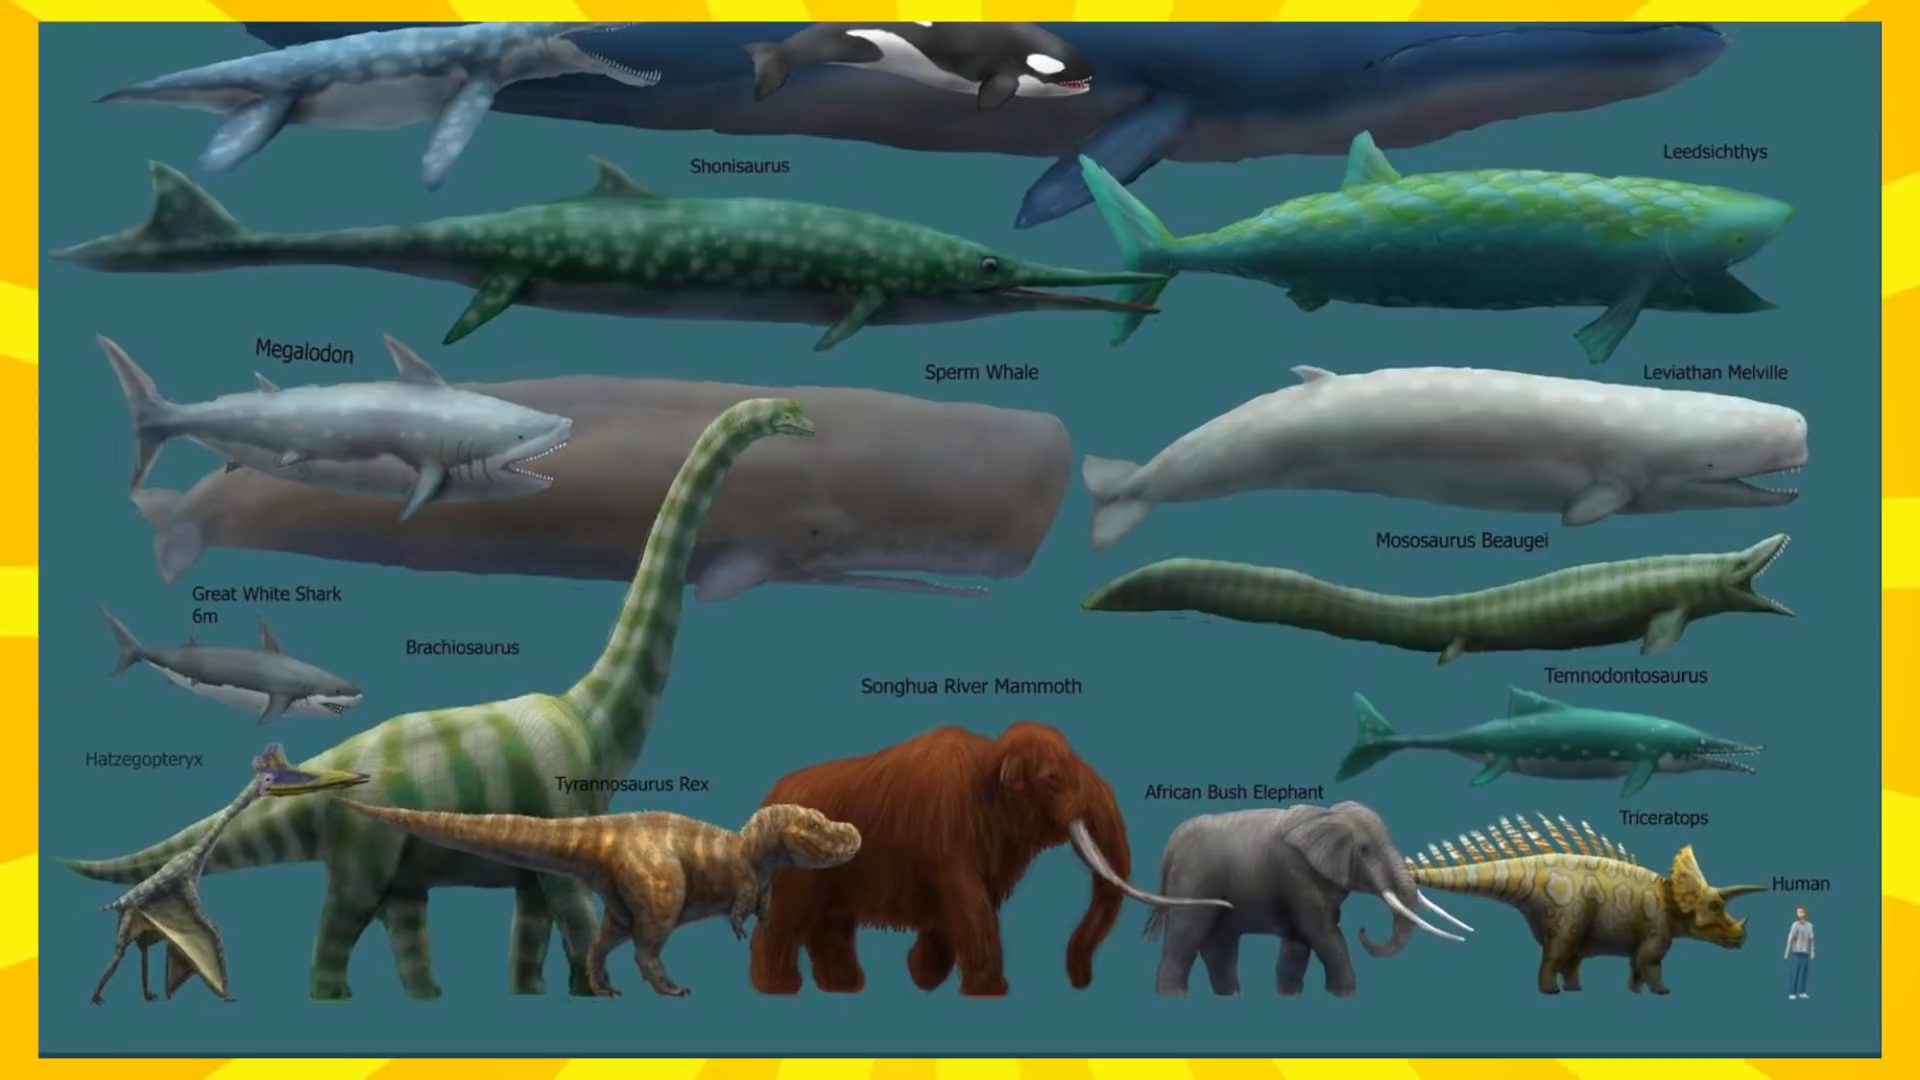 Leedsichthys
Shonisaurus
Megalodon
Sperm Whale
Leviathan Melville
Mososaurus Beaugei
Great White Shark
6m
Brachiosaurus
Temnodontosaurus
Songhua River Mammoth
Hatzegopteryx
Tyrannosaurus Rex
African Bush Elephant
Triceratops
Human